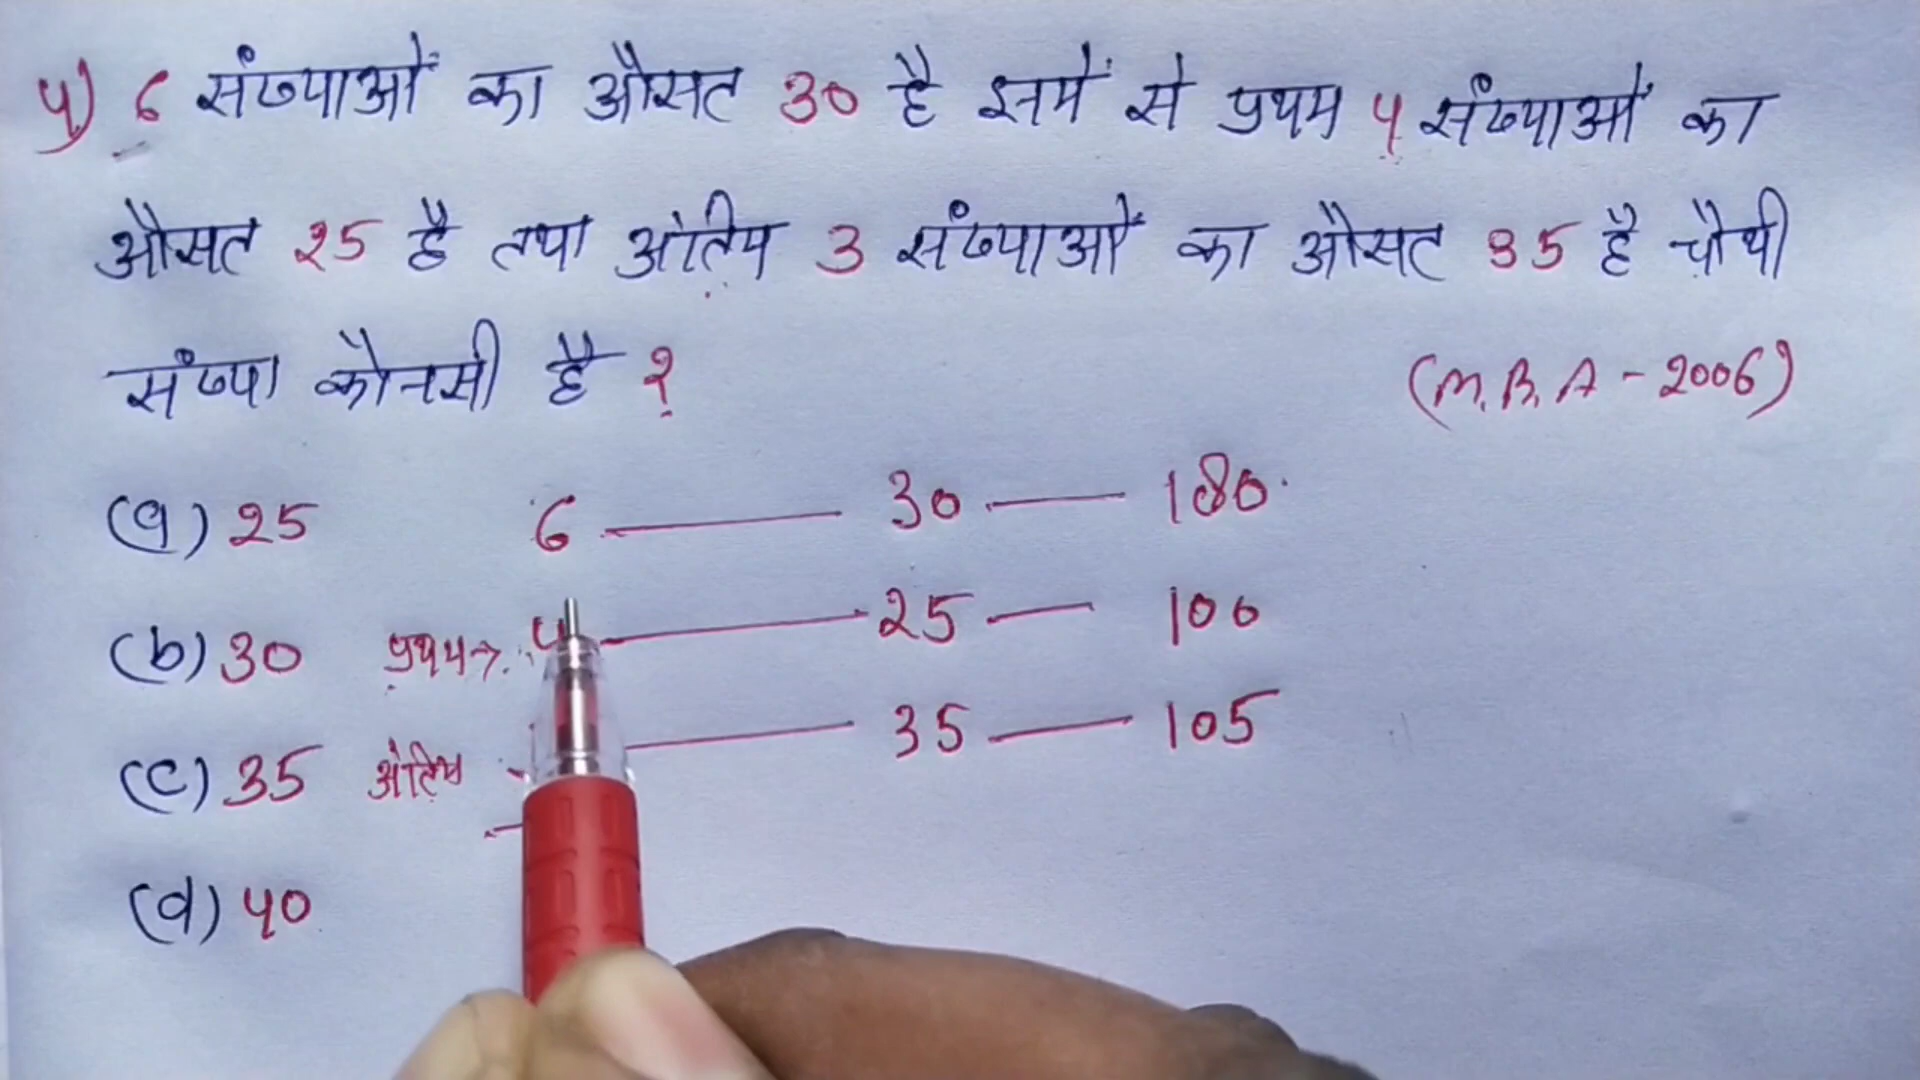 4) 6 संख्याओं का औसत 30 है इनमें से प्रथम 4 संख्याओं का
औसत 25 है तथा अंतिम 3 संख्याओं का औसत 35 है चौथी
संख्या कौनसी है ?
(M.B.A - 2006)
(a) 25 6 — 30 — 180
(b) 30 प्रथम → 4 — 25 — 100
(c) 35 अंतिम — 35 — 105
(d) 40